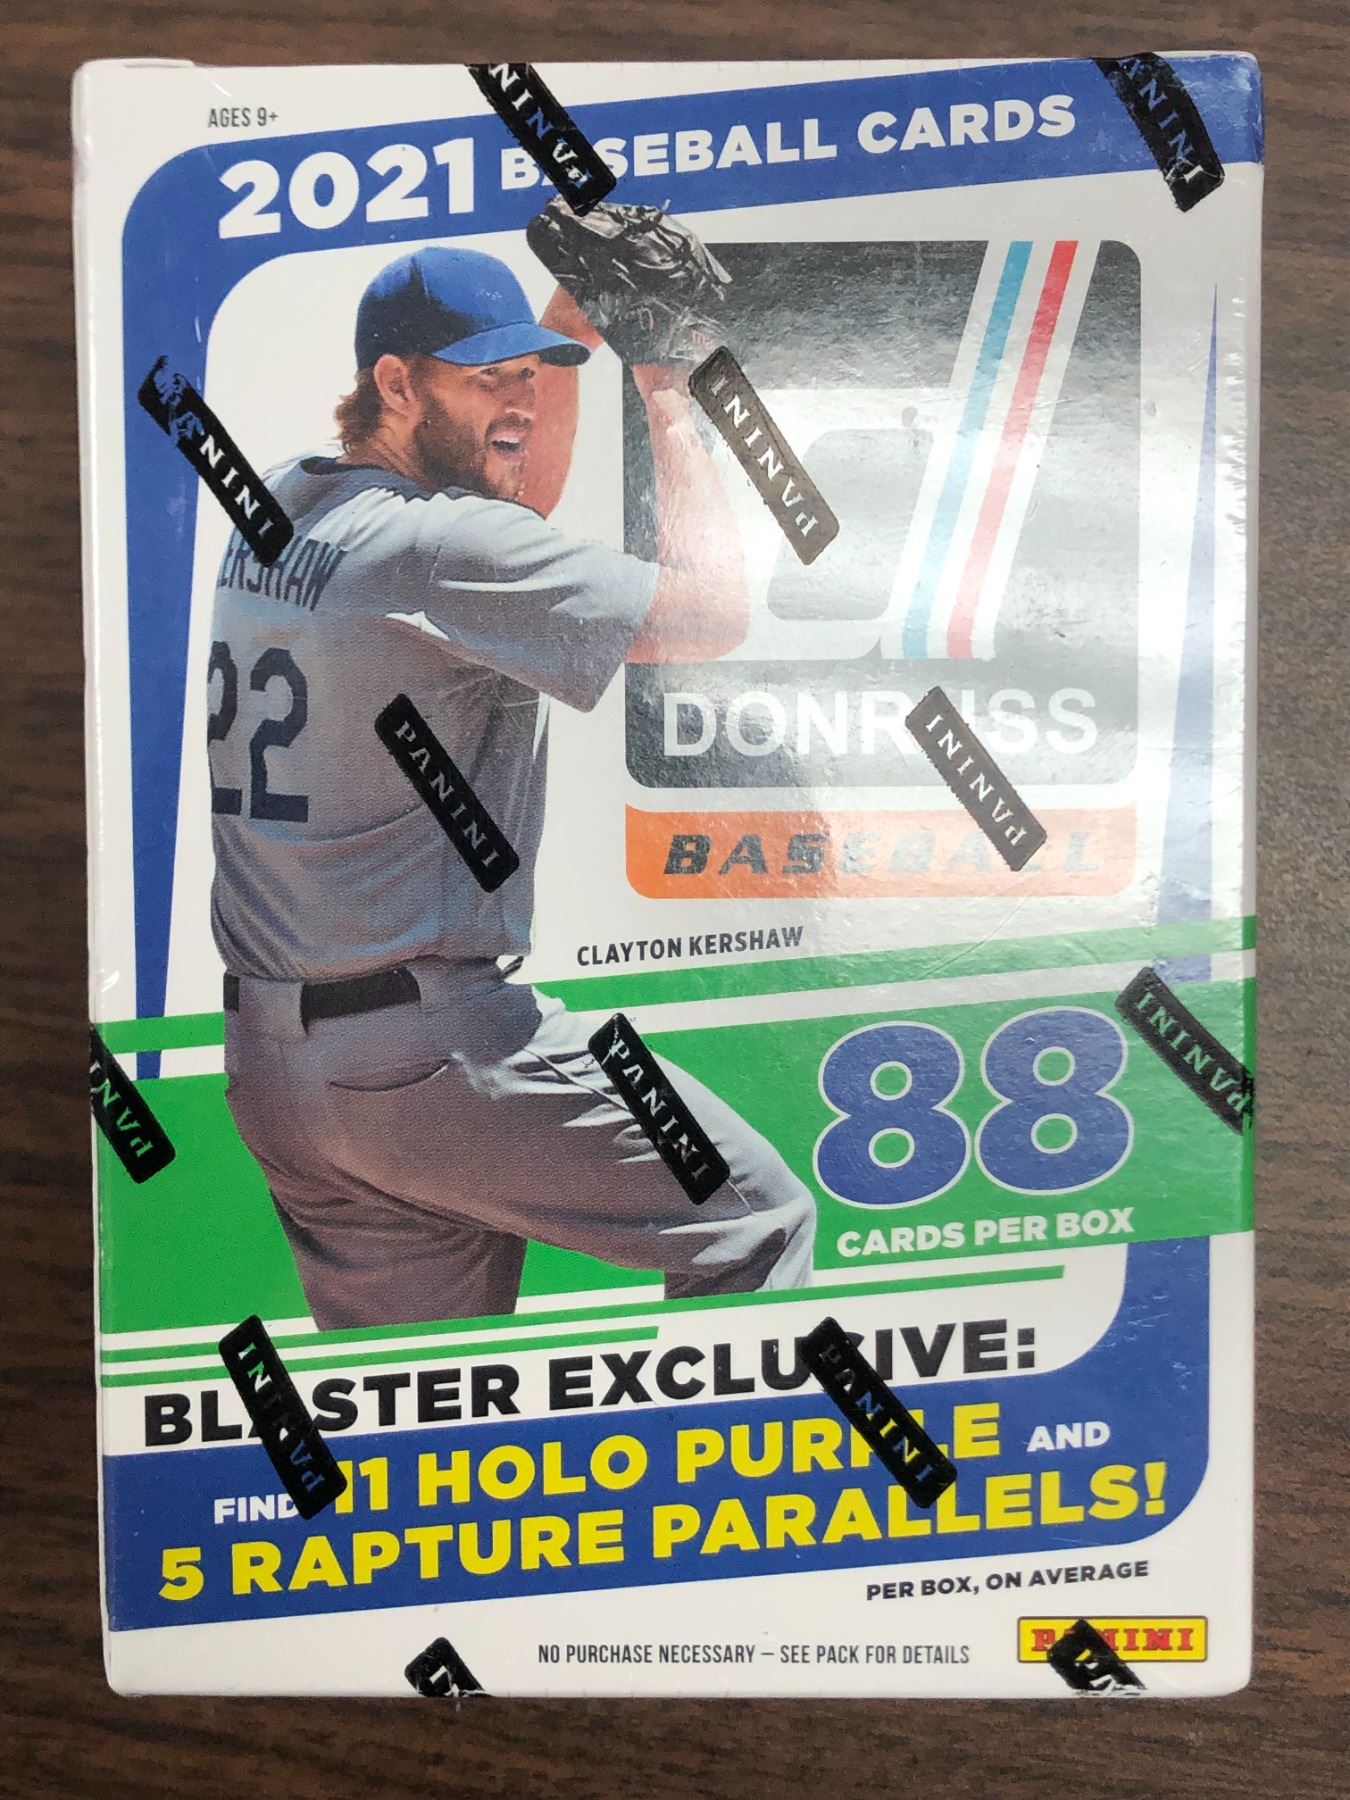 AGES 9+
2021 BASEBALL CARDS
PANINI
PANINI
PANINI
PANINI
ERSHAW
22
DONRUSS
PANINI
PANINI
BASEBALL
CLAYTON KERSHAW
88
PANINI
PANINI
PANI
CARDS PER BOX
BLASTER EXCLUSIVE:
PANINI
PANINI
FIND 11 HOLO PURPLE AND
5 RAPTURE PARALLELS!
PER BOX, ON AVERAGE
NO PURCHASE NECESSARY – SEE PACK FOR DETAILS
PANINI